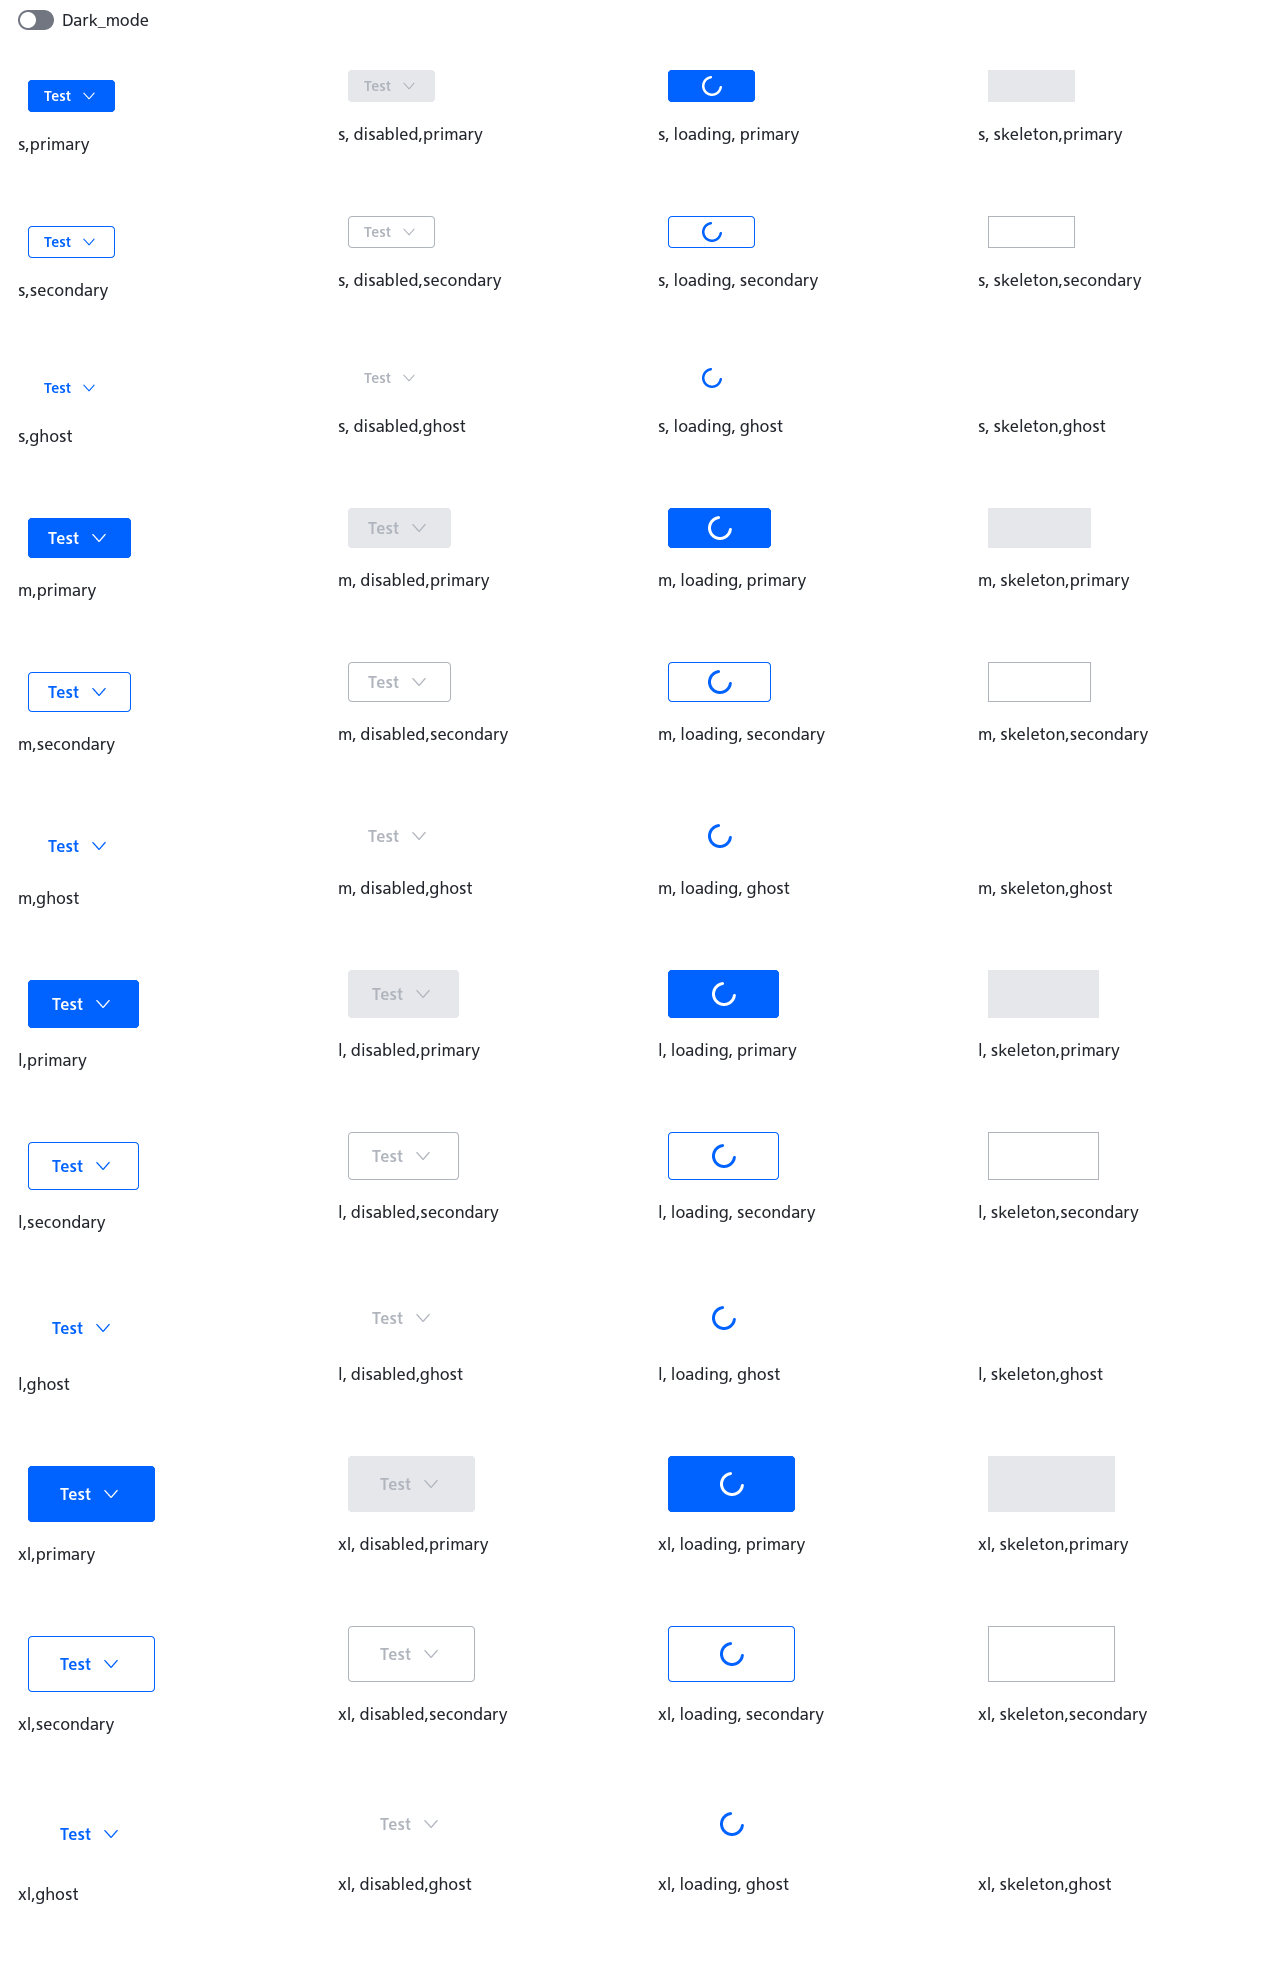 Dark_mode
Test
Test
s,primary
s, disabled,primary
s, loading, primary
s, skeleton,primary
Test
Test
s,secondary
s, disabled,secondary
s, loading, secondary
s, skeleton,secondary
Test
Test
s,ghost
s, disabled,ghost
s, loading, ghost
s, skeleton,ghost
Test
Test
m,primary
m, disabled,primary
m, loading, primary
m, skeleton,primary
Test
Test
m,secondary
m, disabled,secondary
m, loading, secondary
m, skeleton,secondary
Test
Test
m,ghost
m, disabled,ghost
m, loading, ghost
m, skeleton,ghost
Test
Test
l,primary
l, disabled,primary
l, loading, primary
l, skeleton,primary
Test
Test
l,secondary
l, disabled,secondary
l, loading, secondary
l, skeleton,secondary
Test
Test
l,ghost
l, disabled,ghost
l, loading, ghost
l, skeleton,ghost
Test
Test
xl,primary
xl, disabled,primary
xl, loading, primary
xl, skeleton,primary
Test
Test
xl,secondary
xl, disabled,secondary
xl, loading, secondary
xl, skeleton,secondary
Test
Test
xl,ghost
xl, disabled,ghost
xl, loading, ghost
xl, skeleton,ghost